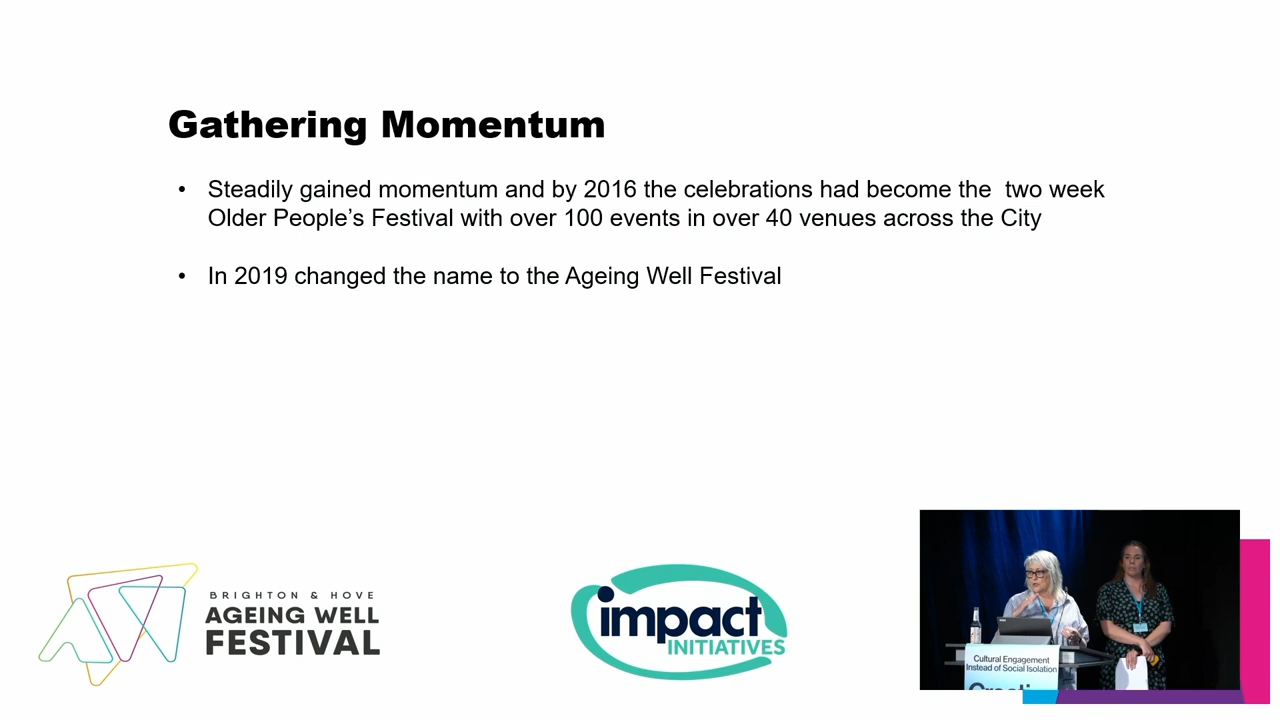 Gathering Momentum
• Steadily gained momentum and by 2016 the celebrations had become the  two week
Older People’s Festival with over 100 events in over 40 venues across the City
• In 2019 changed the name to the Ageing Well Festival
BRIGHTON & HOVE
AGEING WELL
FESTIVAL
impact
INITIATIVES
Cultural Engagement
Instead of Social Isolation